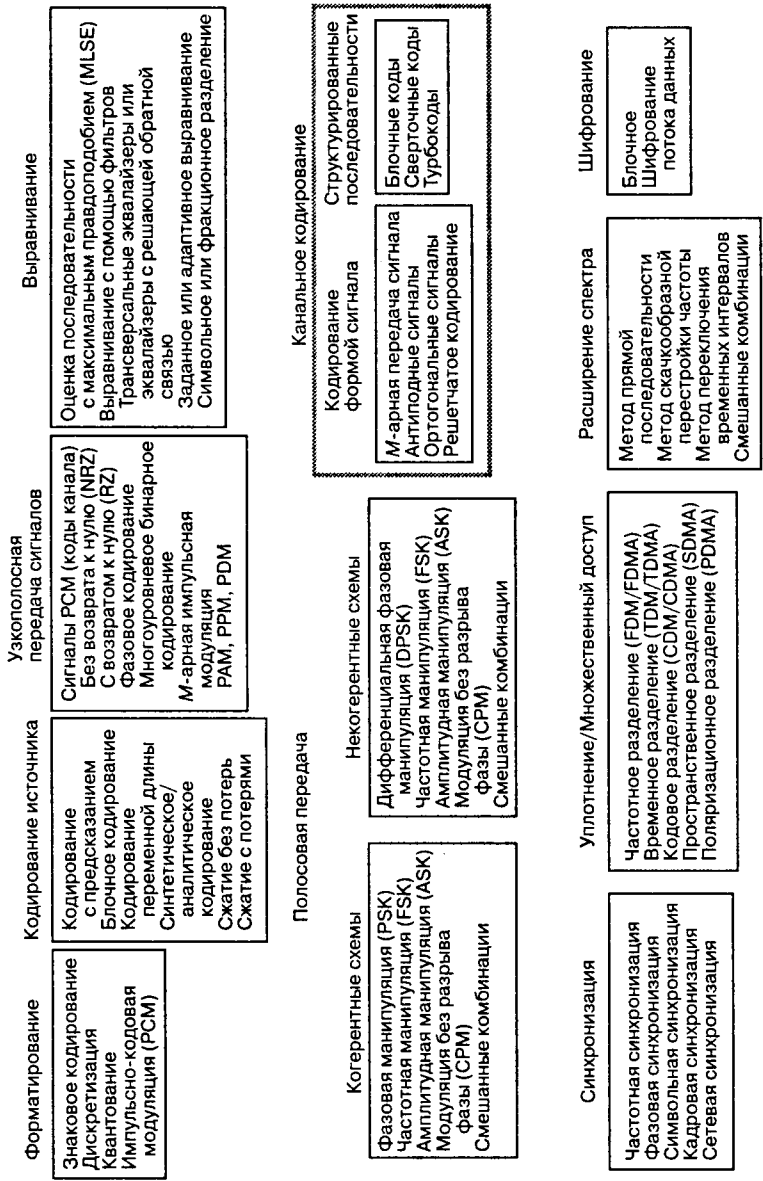 Форматирование
Знаковое кодирование
Дискретизация
Квантование
Импульсно-кодовая
модуляция (PCM)
Кодирование источника
Кодирование
с предсказанием
Блочное кодирование
Кодирование
переменной длины
Синтетическое/
аналитическое
кодирование
Сжатие без потерь
Сжатие с потерями
Узкополосная
передача сигналов
Сигналы PCM (коды канала)
Без возврата к нулю (NRZ)
С возвратом к нулю (RZ)
Фазовое кодирование
Многоуровневое бинарное
кодирование
М-арная импульсная
модуляция
PAM, PPM, PDM
Выравнивание
Оценка последовательности
с максимальным правдоподобием (MLSE)
Выравнивание с помощью фильтров
Трансверсальные эквалайзеры или
эквалайзеры с решающей обратной
связью
Заданное или адаптивное выравнивание
Символьное или фракционное разделение
Полосовая передача
Когерентные схемы
Фазовая манипуляция (PSK)
Частотная манипуляция (FSK)
Амплитудная манипуляция (ASK)
Модуляция без разрыва
фазы (CPM)
Смешанные комбинации
Некогерентные схемы
Дифференциальная фазовая
манипуляция (DPSK)
Частотная манипуляция (FSK)
Амплитудная манипуляция (ASK)
Модуляция без разрыва
фазы (CPM)
Смешанные комбинации
Канальное кодирование
Кодирование
формой сигнала
М-арная передача сигнала
Антиподные сигналы
Ортогональные сигналы
Решетчатое кодирование
Структурированные
последовательности
Блочные коды
Сверточные коды
Турбокоды
Синхронизация
Частотная синхронизация
Фазовая синхронизация
Символьная синхронизация
Кадровая синхронизация
Сетевая синхронизация
Уплотнение/Множественный доступ
Частотное разделение (FDM/FDMA)
Временное разделение (TDM/TDMA)
Кодовое разделение (CDM/CDMA)
Пространственное разделение (SDMA)
Поляризационное разделение (PDMA)
Расширение спектра
Метод прямой
последовательности
Метод скачкообразной
перестройки частоты
Метод переключения
временных интервалов
Смешанные комбинации
Шифрование
Блочное
Шифрование
потока данных